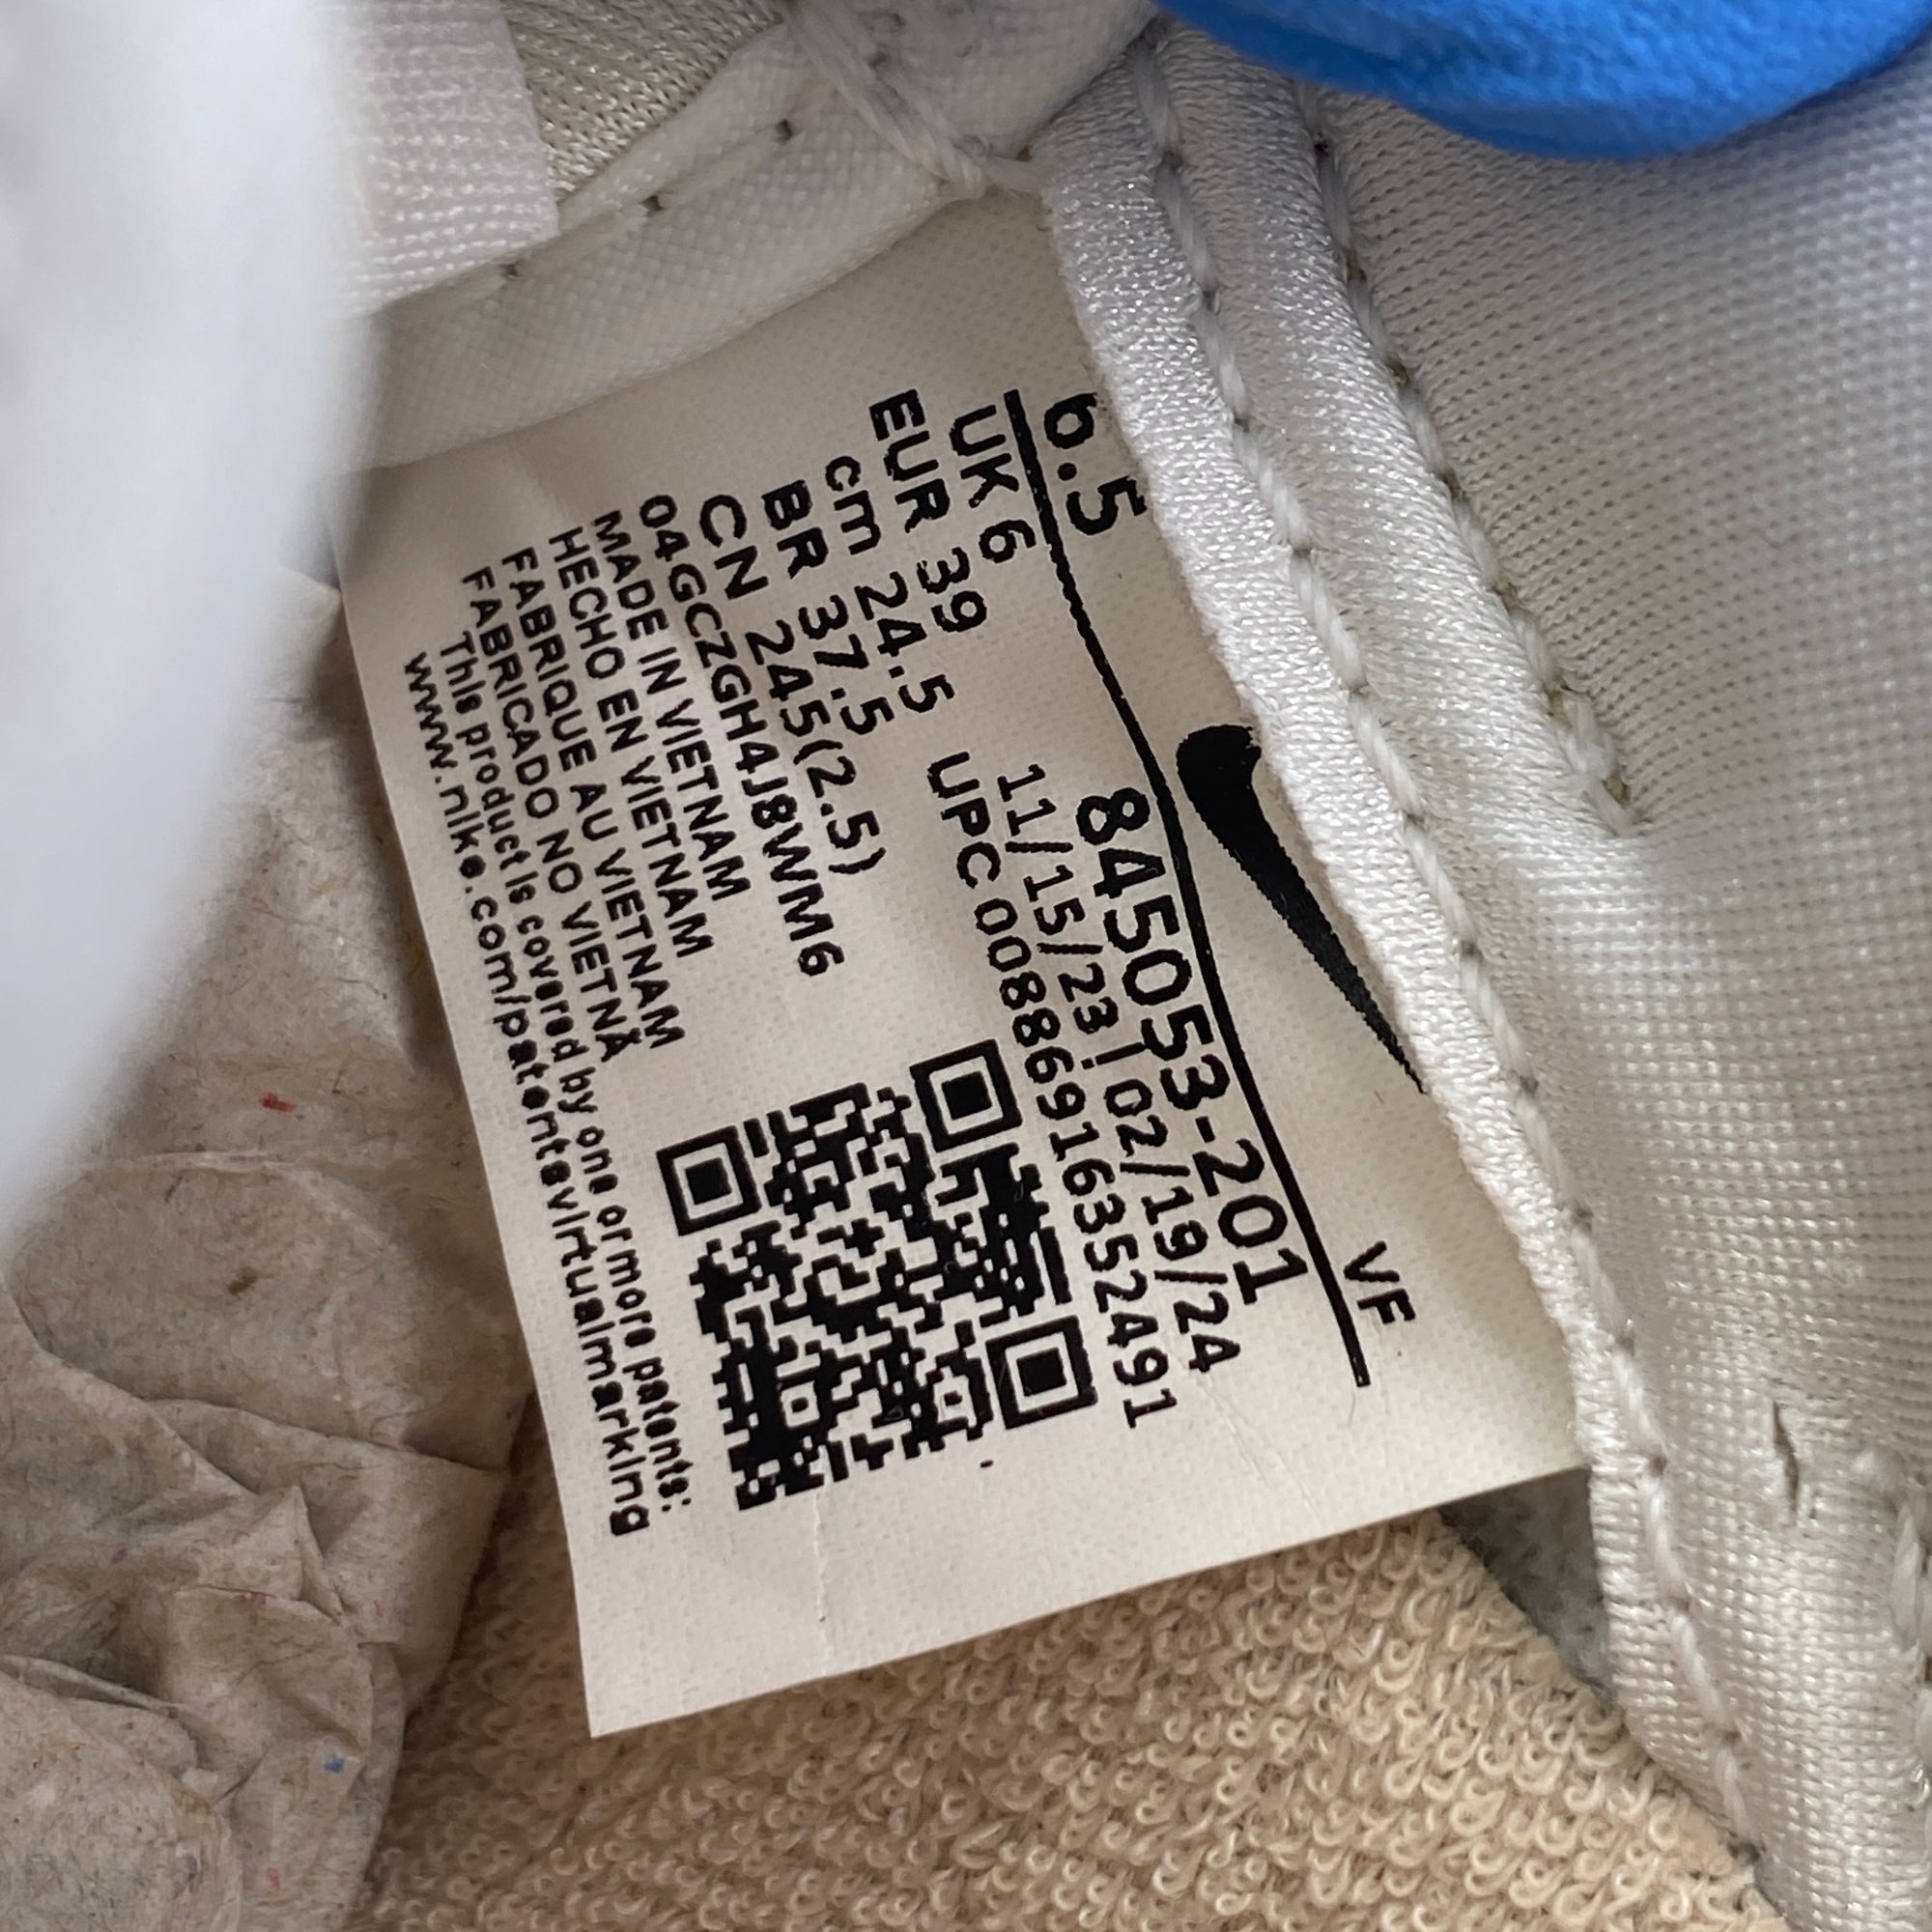 6.5
VF
UK 6
845053-201
EUR 39
11/15/23 | 02/19/24
cm 24.5
UPC 00886916352491
BR 37.5
CN 245(2.5)
04GCZGH4J8WM6
MADE IN VIETNAM
HECHO EN VIETNAM
FABRIQUE AU VIETNAM
FABRICADO NO VIETNÃ
This product is covered by one or more patents:
www.nike.com/patentsvirtualmarking